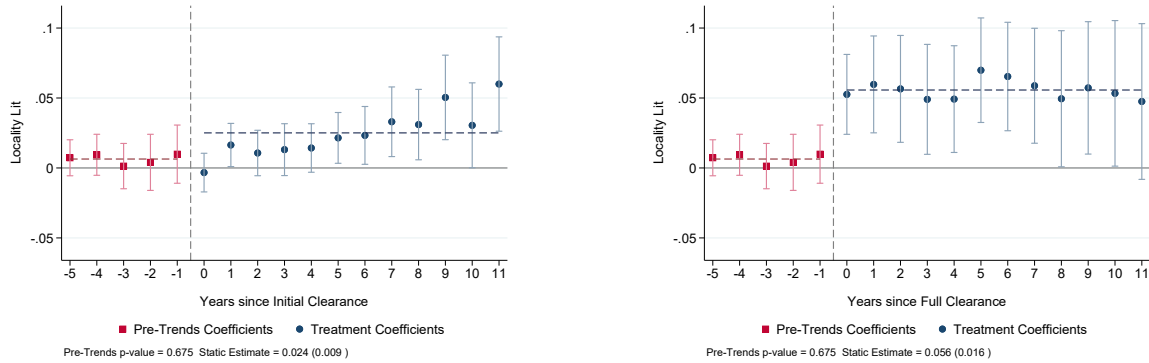 .1
.05
0
-.05
Locality Lit
-5 -4 -3 -2 -1 0 1 2 3 4 5 6 7 8 9 10 11
Years since Initial Clearance
Pre-Trends Coefficients Treatment Coefficients
Pre-Trends p-value = 0.675 Static Estimate = 0.024 (0.009 )
.1
.05
0
-.05
Locality Lit
-5 -4 -3 -2 -1 0 1 2 3 4 5 6 7 8 9 10 11
Years since Full Clearance
Pre-Trends Coefficients Treatment Coefficients
Pre-Trends p-value = 0.675 Static Estimate = 0.056 (0.016 )